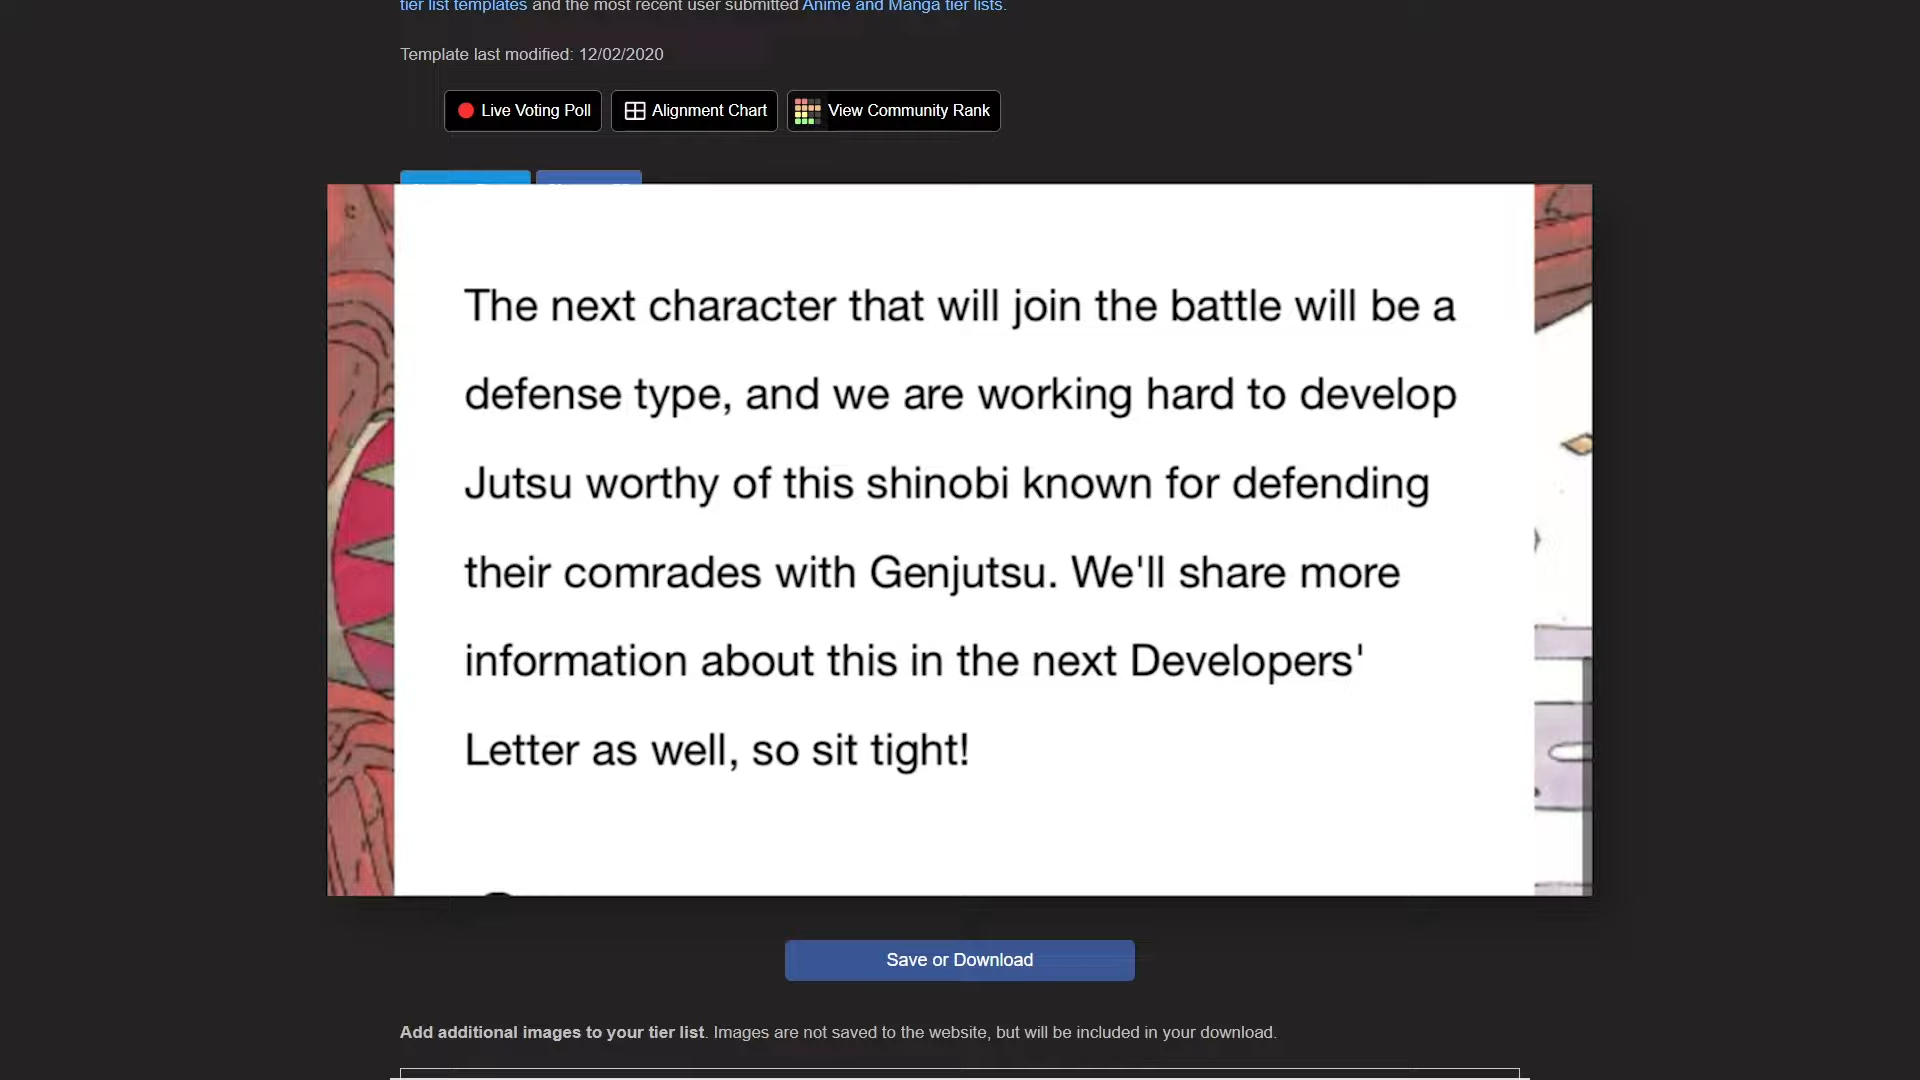 tier list templates and the most recent user submitted Anime and Manga tier lists.
Template last modified: 12/02/2020
Live Voting Poll
Alignment Chart
View Community Rank
The next character that will join the battle will be a
defense type, and we are working hard to develop
Jutsu worthy of this shinobi known for defending
their comrades with Genjutsu. We'll share more
information about this in the next Developers'
Letter as well, so sit tight!
Save or Download
Add additional images to your tier list. Images are not saved to the website, but will be included in your download.